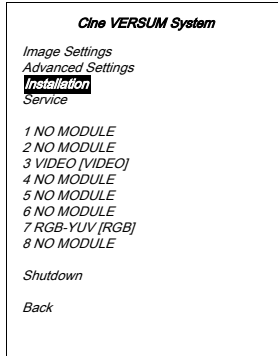 Cine VERSUM System
Image Settings
Advanced Settings
Installation
Service
1 NO MODULE
2 NO MODULE
3 VIDEO [VIDEO]
4 NO MODULE
5 NO MODULE
6 NO MODULE
7 RGB-YUV [RGB]
8 NO MODULE
Shutdown
Back